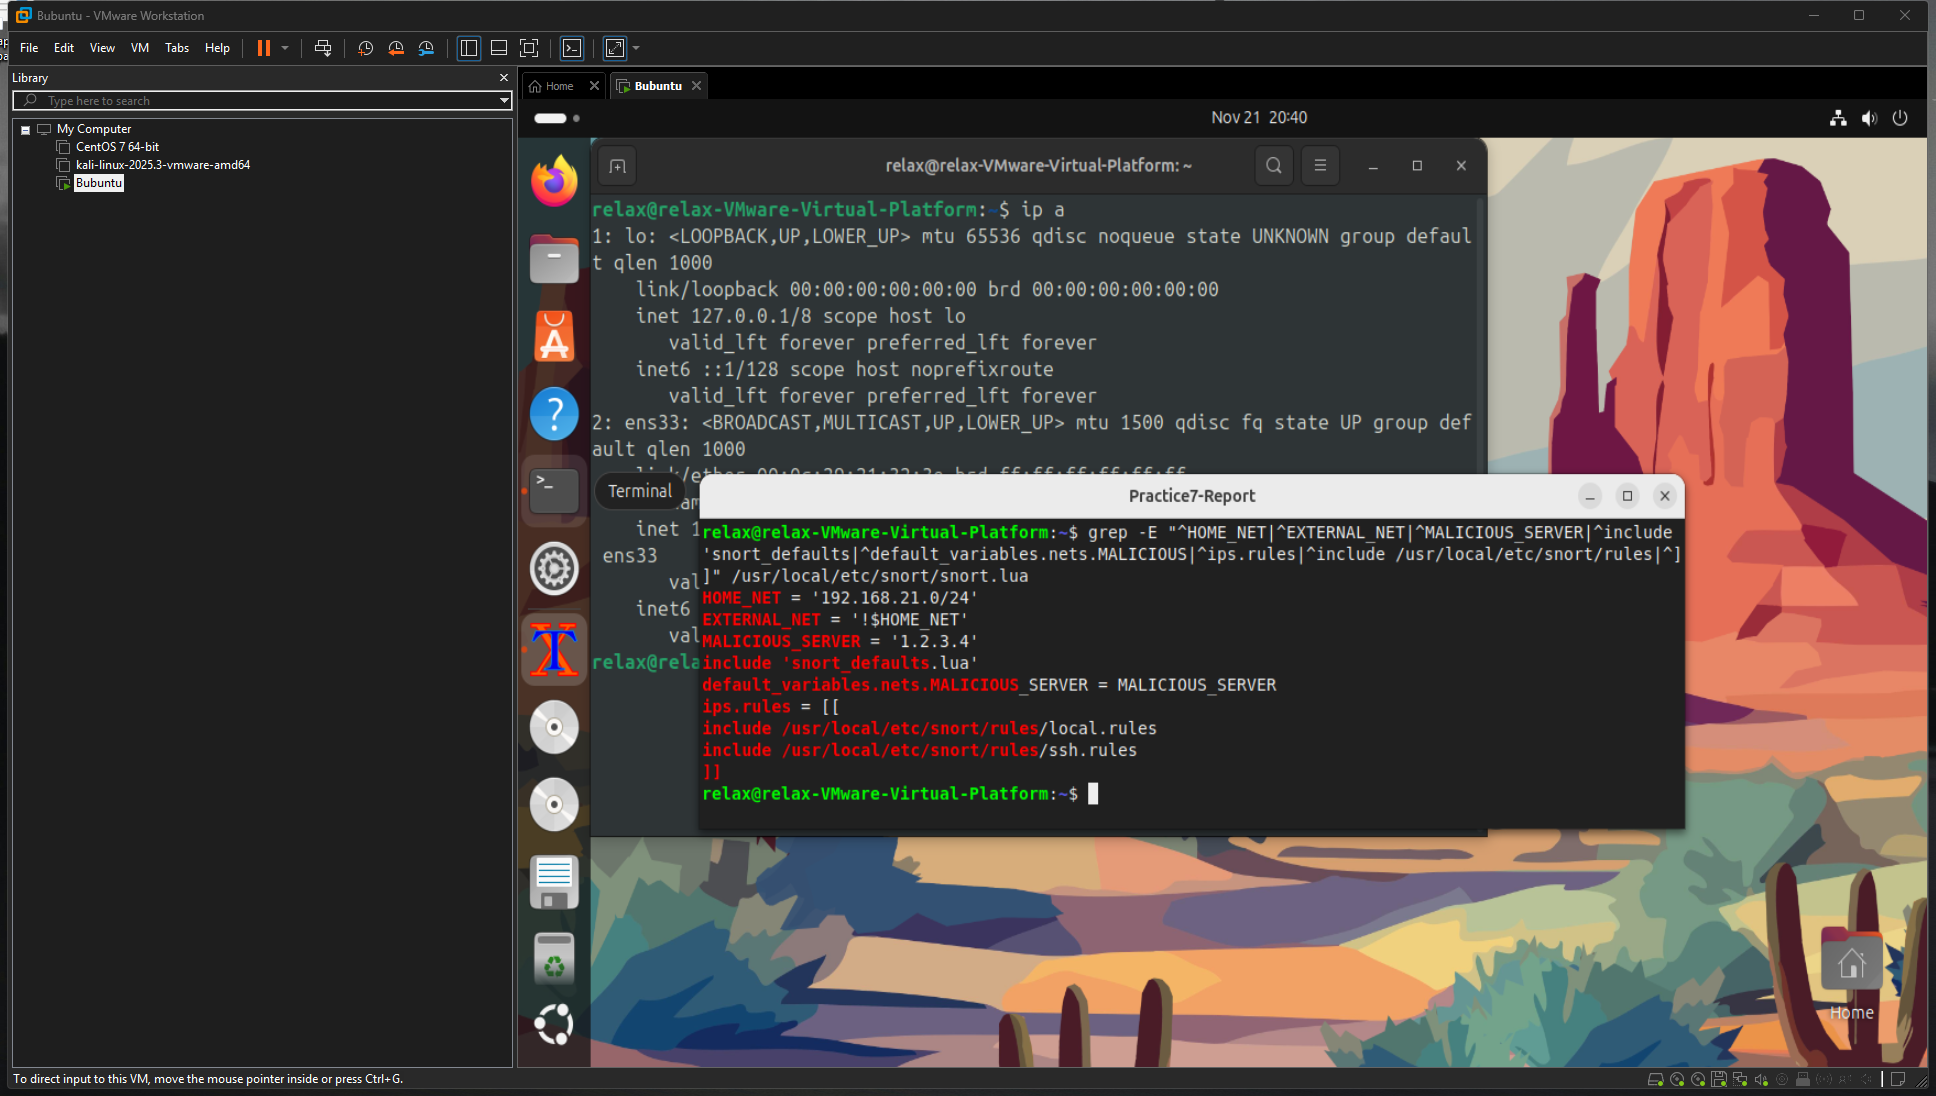 Bubuntu - VMware Workstation
File Edit View VM Tabs Help
Library
Type here to search
My Computer
CentOS 7 64-bit
kali-linux-2025.3-vmware-amd64
Bubuntu
Home
Bubuntu
Nov 21 20:40
relax@relax-VMware-Virtual-Platform: ~
relax@relax-VMware-Virtual-Platform:~$ ip a
1: lo: <LOOPBACK,UP,LOWER_UP> mtu 65536 qdisc noqueue state UNKNOWN group defaul
t qlen 1000
link/loopback 00:00:00:00:00:00 brd 00:00:00:00:00:00
inet 127.0.0.1/8 scope host lo
valid_lft forever preferred_lft forever
inet6 ::1/128 scope host noprefixroute
valid_lft forever preferred_lft forever
2: ens33: <BROADCAST,MULTICAST,UP,LOWER_UP> mtu 1500 qdisc fq state UP group def
ault qlen 1000
Terminal
inet 1
ens33
val
inet6
val
relax@rela
Practice7-Report
relax@relax-VMware-Virtual-Platform:~$ grep -E "^HOME_NET|^EXTERNAL_NET|^MALICIOUS_SERVER|^include
'snort_defaults|^default_variables.nets.MALICIOUS|^ips.rules|^include /usr/local/etc/snort/rules|^]
]" /usr/local/etc/snort/snort.lua
HOME_NET = '192.168.21.0/24'
EXTERNAL_NET = '!$HOME_NET'
MALICIOUS_SERVER = '1.2.3.4'
include 'snort_defaults.lua'
default_variables.nets.MALICIOUS_SERVER = MALICIOUS_SERVER
ips.rules = [[
include /usr/local/etc/snort/rules/local.rules
include /usr/local/etc/snort/rules/ssh.rules
]]
relax@relax-VMware-Virtual-Platform:~$
Home
To direct input to this VM, move the mouse pointer inside or press Ctrl+G.